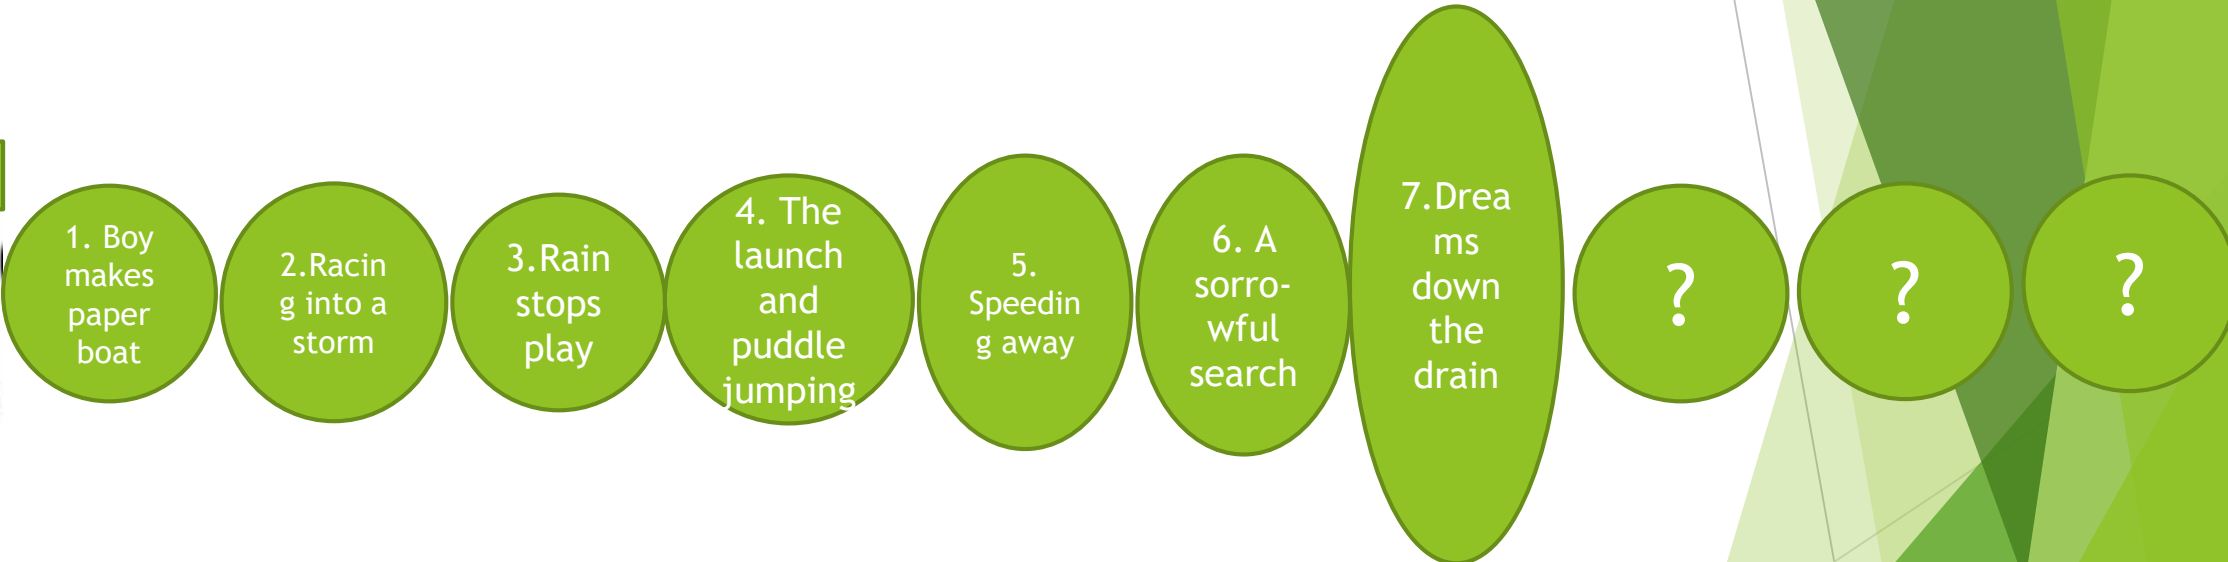 1. Boy
makes
paper
boat
2.Racin
g into a
storm
3.Rain
stops
play
4. The
launch
and
puddle
jumping
5.
Speedin
g away
6. A
sorro-
wful
search
7.Drea
ms
down
the
drain
?
?
?